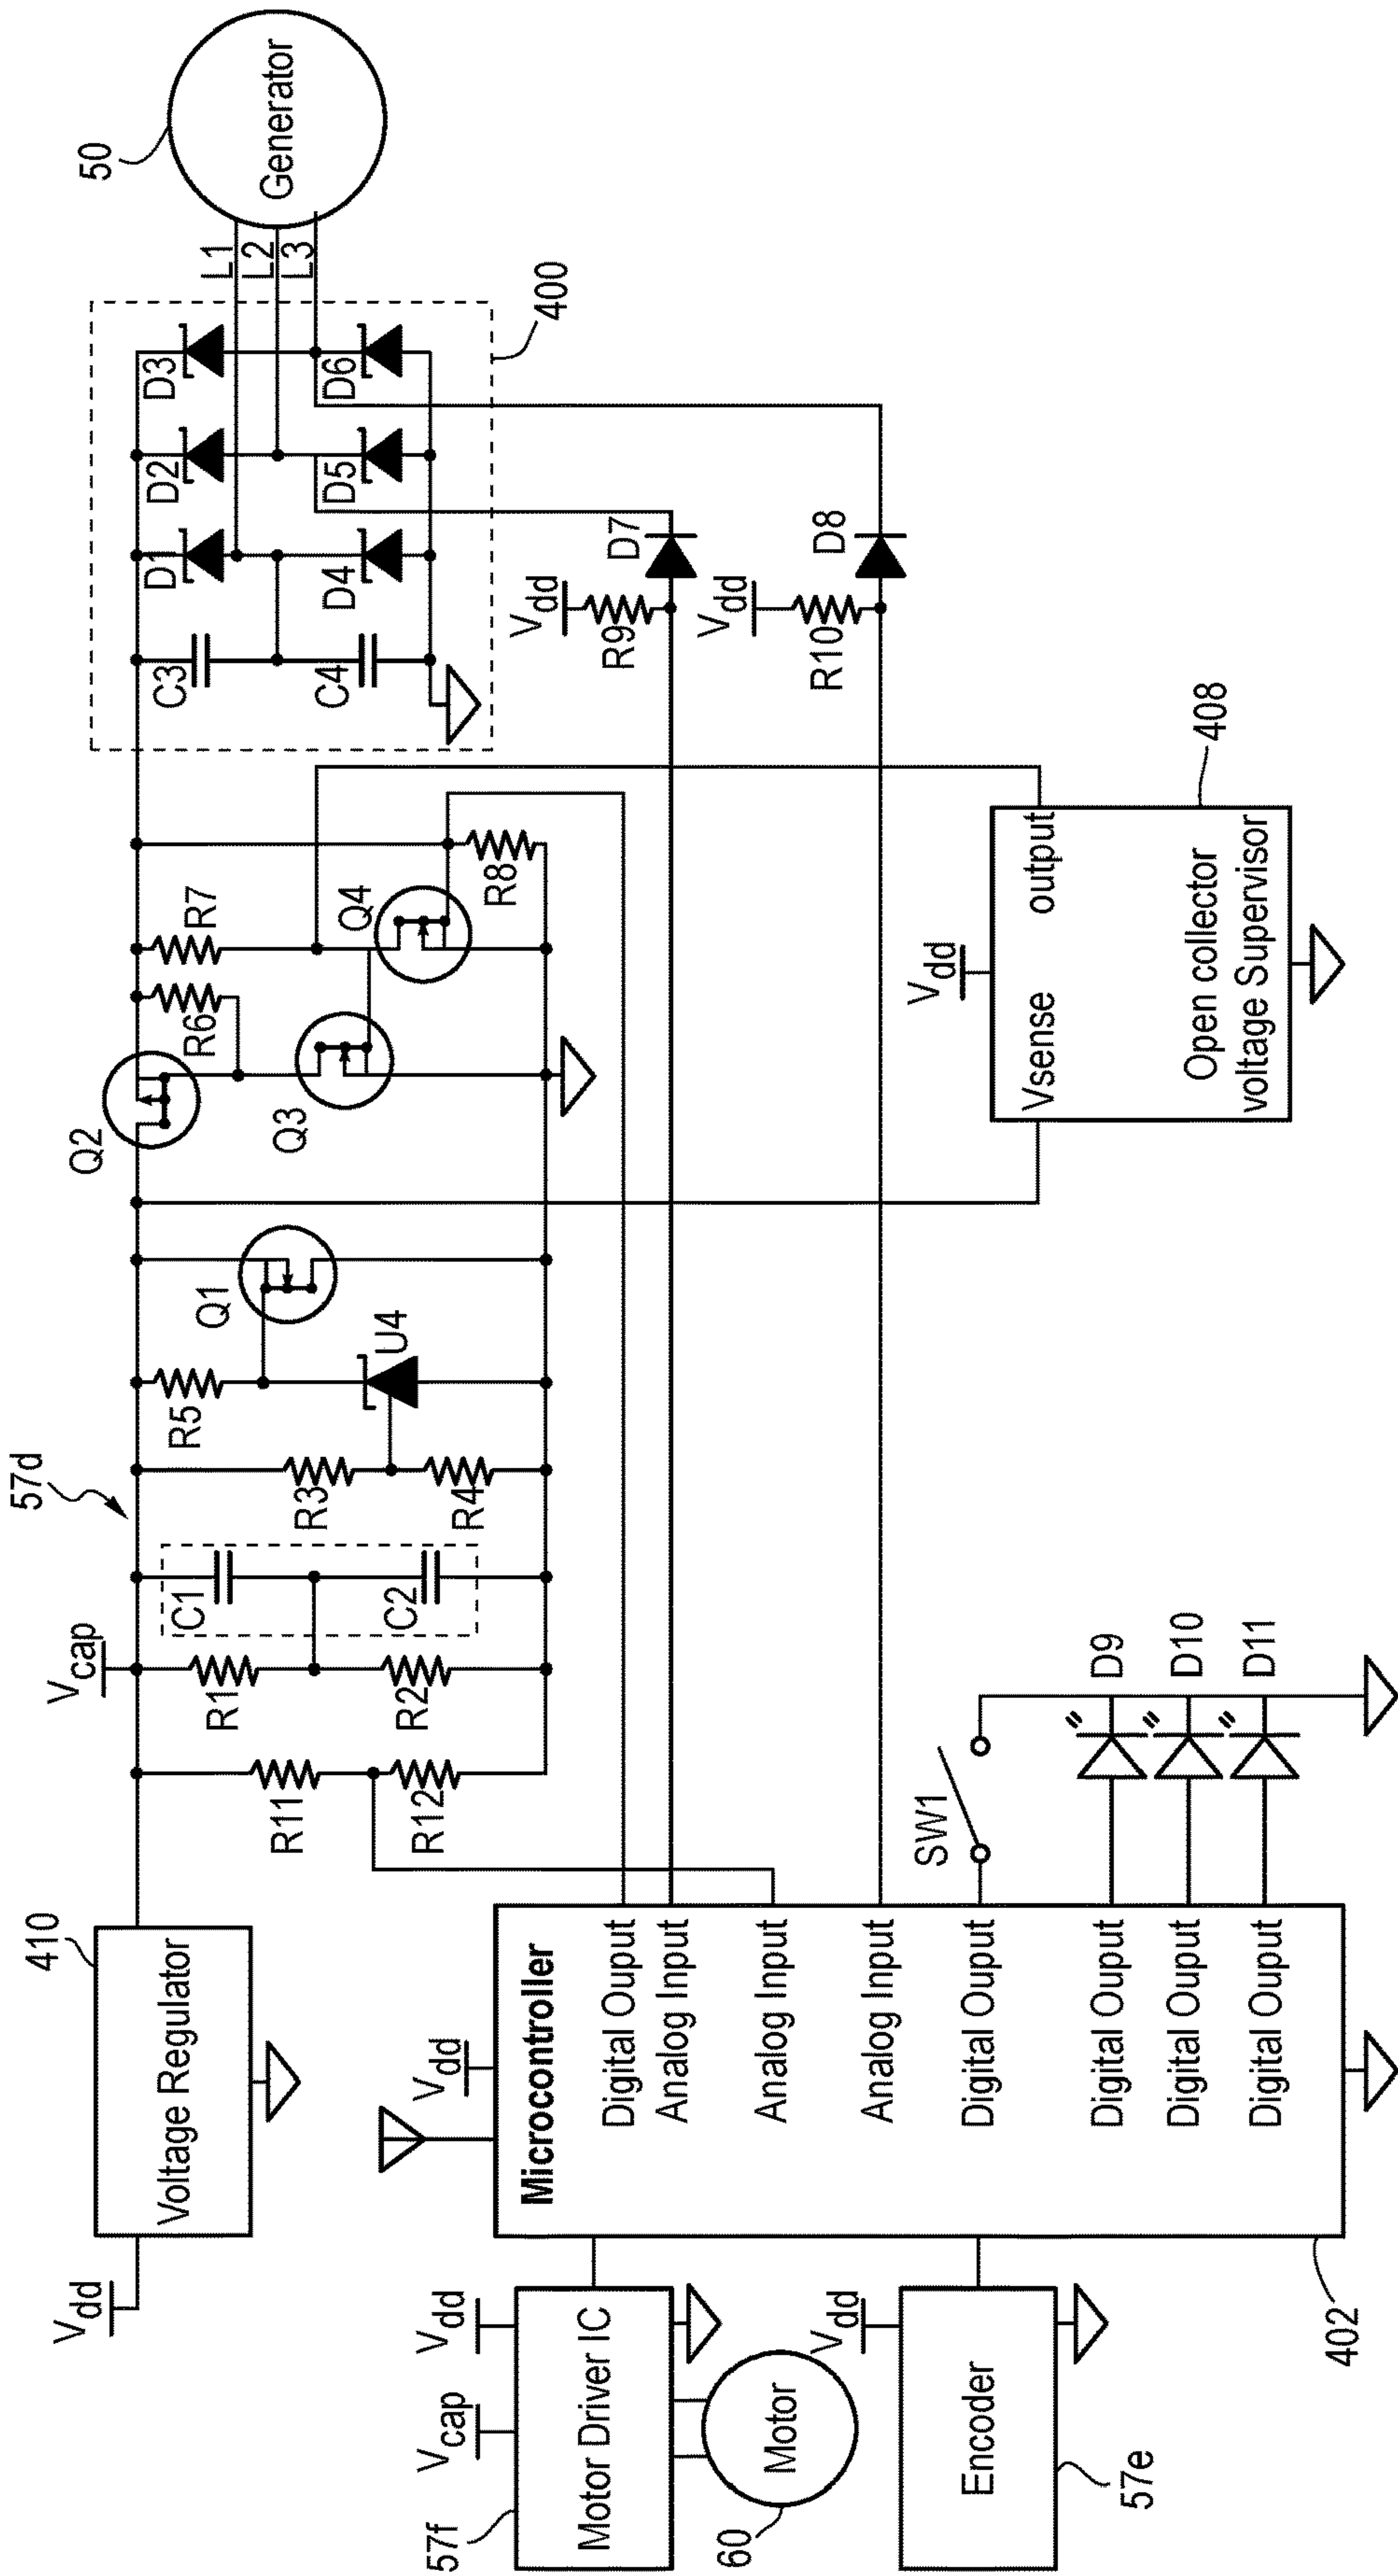 57d
50
Generator
L1
L2
L3
400
D1
D2
D3
D4
D5
D6
C3
C4
410
Voltage Regulator
Vdd
Vcap
R11
R12
R1
R2
C1
C2
R3
R4
R5
U4
Q1
Q2
Q3
R6
R7
Q4
R8
Vdd
R9
D7
Vdd
R10
D8
57f
Vcap
Vdd
Motor Driver IC
60
Motor
Vdd
Encoder
57e
Vdd
Microcontroller
Digital Ouput
Analog Input
Analog Input
Analog Input
Digital Ouput
Digital Ouput
Digital Ouput
Digital Ouput
402
SW1
D9
D10
D11
Vdd
Vsense
output
Open collector
voltage Supervisor
408